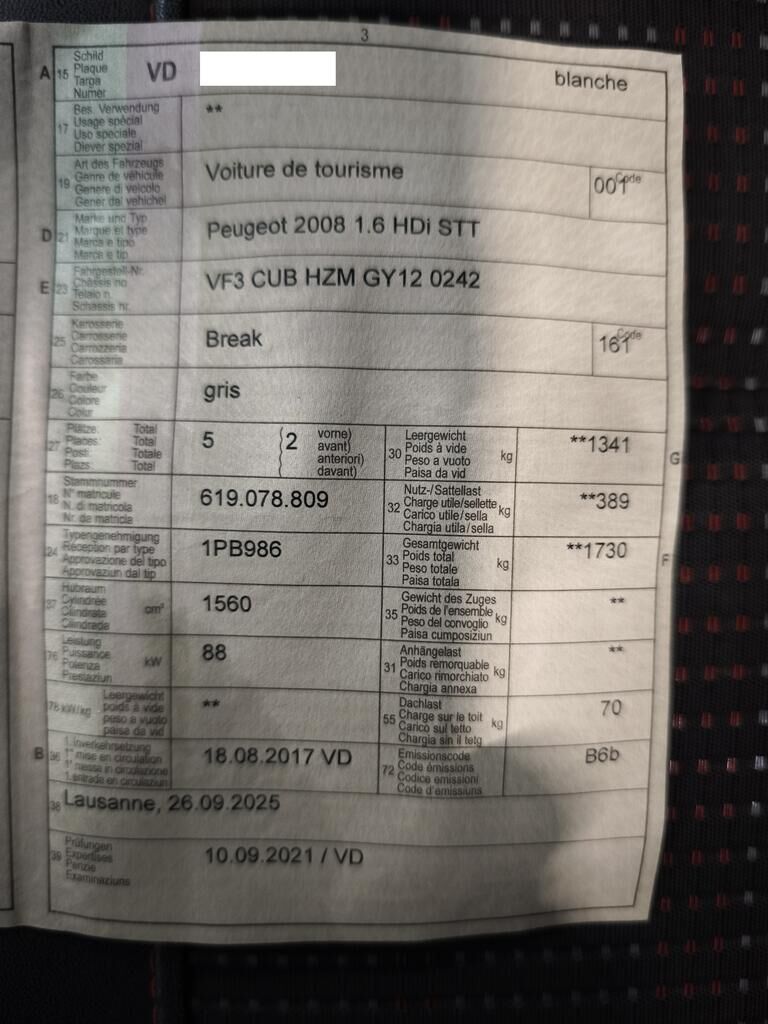 3
A 15 Schild
Plaque
Targa
Numer
VD
blanche
17 Bes. Verwendung
Usage spécial
Uso speciale
Diever spezial
**
19 Art des Fahrzeugs
Genre de véhicule
Genere di veicolo
Gener dal vehichel
Voiture de tourisme
Code
001
D 21 Marke und Typ
Marque et type
Marca e tipo
Marca e tip
Peugeot 2008 1.6 HDi STT
E 23 Fahrgestell-Nr.
Châssis no
Telaio n.
Schassis nr.
VF3 CUB HZM GY12 0242
25 Karosserie
Carrosserie
Carrozzeria
Carossaria
Break
Code
161
26 Farbe
Couleur
Colore
Colur
gris
27 Plätze: Total
Places: Total
Posti: Totale
Plazs: Total
5 (2 vorne)
avant)
anteriori)
davant)
30 Leergewicht
Poids à vide
Peso a vuoto
Paisa da vid
kg
**1341
G
18 Stammnummer
N° matricule
N. di matricola
Nr. da matricla
619.078.809
32 Nutz-/Sattellast
Charge utile/sellette
Carico utile/sella
Chargia utila/sella
kg
**389
24 Typengenehmigung
Réception par type
Approvazione del tipo
Approvaziun dal tip
1PB986
33 Gesamtgewicht
Poids total
Peso totale
Paisa totala
kg
**1730
F
37 Hubraum
Cylindrée
Cilindrata
Cilindrada
cm³
1560
35 Gewicht des Zuges
Poids de l'ensemble
Peso del convoglio
Paisa cumposiziun
kg
**
76 Leistung
Puissance
Potenza
Prestaziun
kW
88
31 Anhängelast
Poids remorquable
Carico rimorchiato
Chargia annexa
kg
**
78 kW/kg Leergewicht
poids à vide
peso a vuoto
paisa da vid
**
55 Dachlast
Charge sur le toit
Carico sul tetto
Chargia sin il tetg
kg
70
B 36 1. Inverkehrsetzung
1re mise en circulation
1a messa in circolazione
1. entrada en circulaziun
18.08.2017 VD
72 Emissionscode
Code émissions
Codice emissioni
Code d'emissiuns
B6b
38 Lausanne, 26.09.2025
39 Prüfungen
Expertises
Perizie
Examinaziuns
10.09.2021 / VD